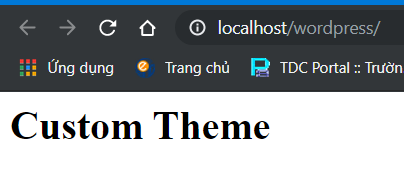 localhost/wordpress/
Ứng dụng Trang chủ TDC Portal :: Trườn
Custom Theme